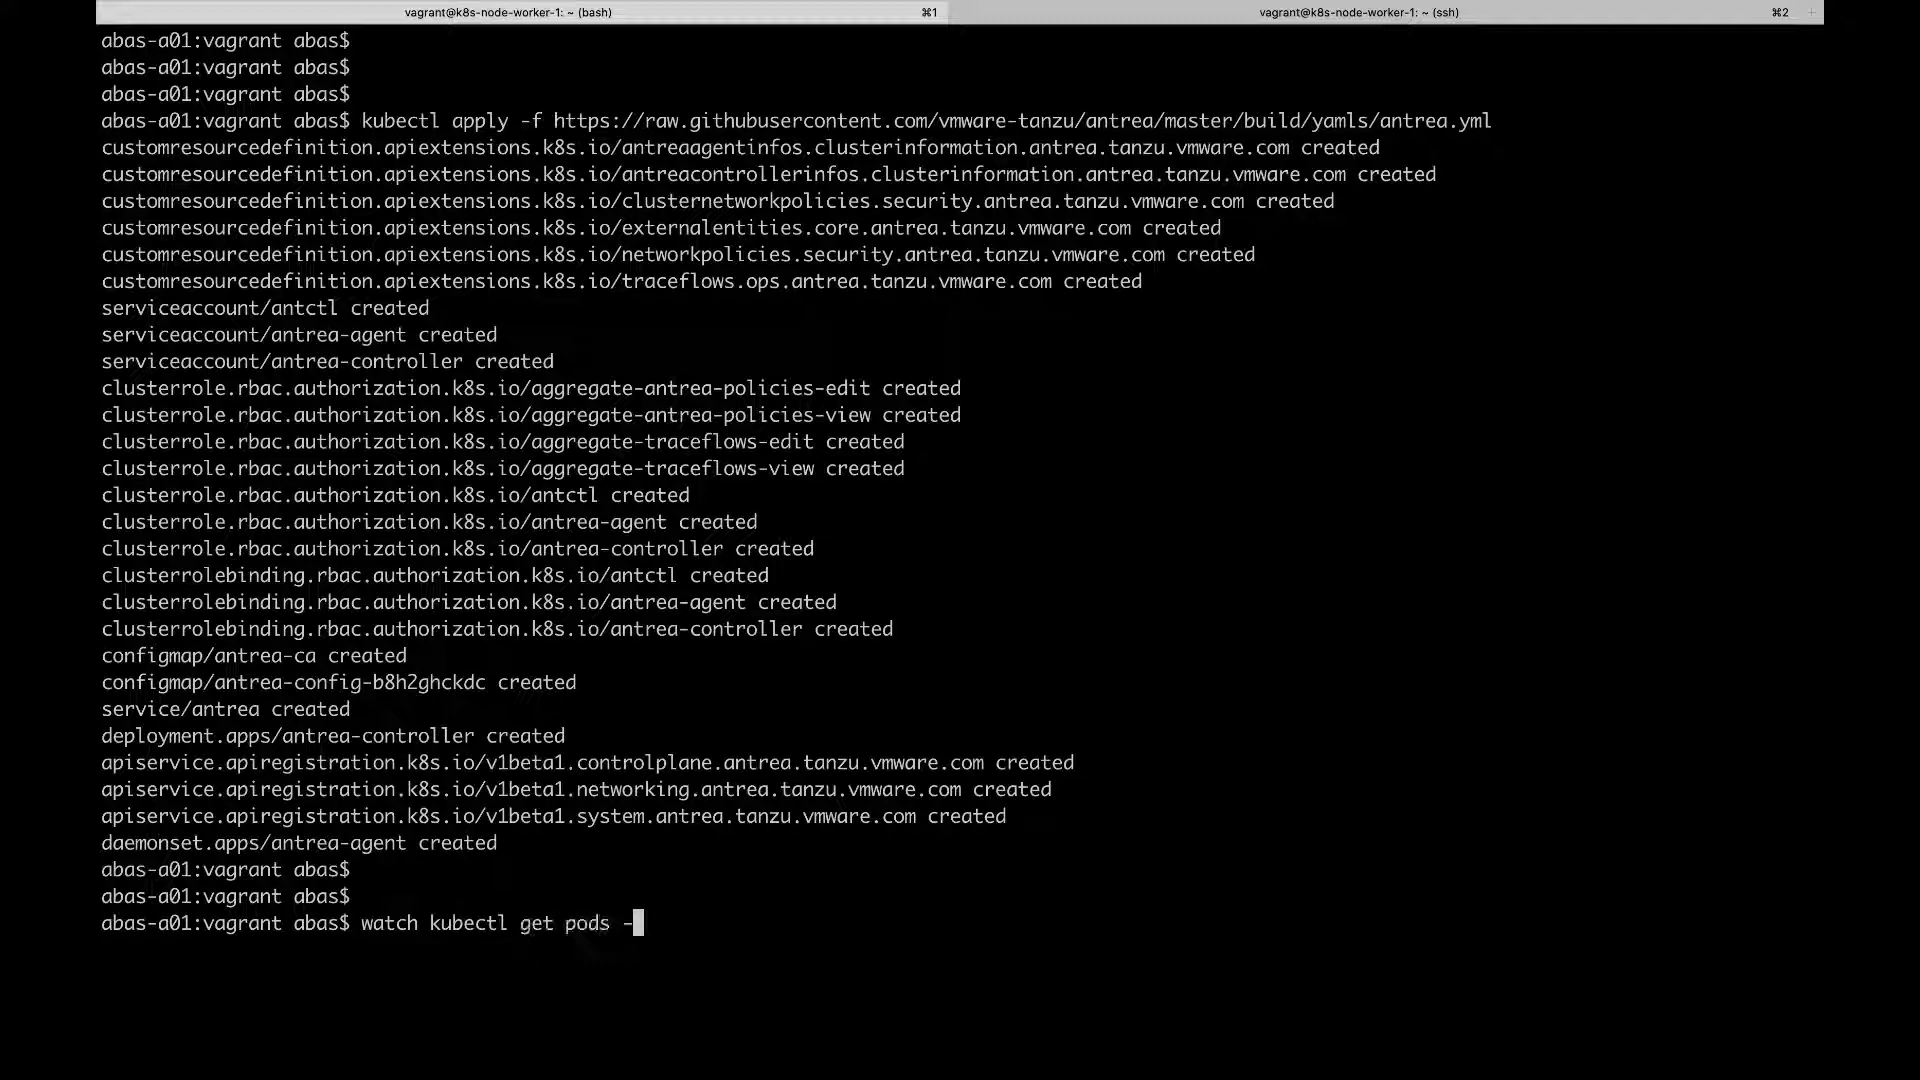 vagrant@k8s-node-worker-1: ~ (bash) ⌘1 vagrant@k8s-node-worker-1: ~ (ssh) ⌘2 +
abas-a01:vagrant abas$
abas-a01:vagrant abas$
abas-a01:vagrant abas$
abas-a01:vagrant abas$ kubectl apply -f https://raw.githubusercontent.com/vmware-tanzu/antrea/master/build/yamls/antrea.yml
customresourcedefinition.apiextensions.k8s.io/antreaagentinfos.clusterinformation.antrea.tanzu.vmware.com created
customresourcedefinition.apiextensions.k8s.io/antreacontrollerinfos.clusterinformation.antrea.tanzu.vmware.com created
customresourcedefinition.apiextensions.k8s.io/clusternetworkpolicies.security.antrea.tanzu.vmware.com created
customresourcedefinition.apiextensions.k8s.io/externalentities.core.antrea.tanzu.vmware.com created
customresourcedefinition.apiextensions.k8s.io/networkpolicies.security.antrea.tanzu.vmware.com created
customresourcedefinition.apiextensions.k8s.io/traceflows.ops.antrea.tanzu.vmware.com created
serviceaccount/antctl created
serviceaccount/antrea-agent created
serviceaccount/antrea-controller created
clusterrole.rbac.authorization.k8s.io/aggregate-antrea-policies-edit created
clusterrole.rbac.authorization.k8s.io/aggregate-antrea-policies-view created
clusterrole.rbac.authorization.k8s.io/aggregate-traceflows-edit created
clusterrole.rbac.authorization.k8s.io/aggregate-traceflows-view created
clusterrole.rbac.authorization.k8s.io/antctl created
clusterrole.rbac.authorization.k8s.io/antrea-agent created
clusterrole.rbac.authorization.k8s.io/antrea-controller created
clusterrolebinding.rbac.authorization.k8s.io/antctl created
clusterrolebinding.rbac.authorization.k8s.io/antrea-agent created
clusterrolebinding.rbac.authorization.k8s.io/antrea-controller created
configmap/antrea-ca created
configmap/antrea-config-b8h2ghckdc created
service/antrea created
deployment.apps/antrea-controller created
apiservice.apiregistration.k8s.io/v1beta1.controlplane.antrea.tanzu.vmware.com created
apiservice.apiregistration.k8s.io/v1beta1.networking.antrea.tanzu.vmware.com created
apiservice.apiregistration.k8s.io/v1beta1.system.antrea.tanzu.vmware.com created
daemonset.apps/antrea-agent created
abas-a01:vagrant abas$
abas-a01:vagrant abas$
abas-a01:vagrant abas$ watch kubectl get pods -